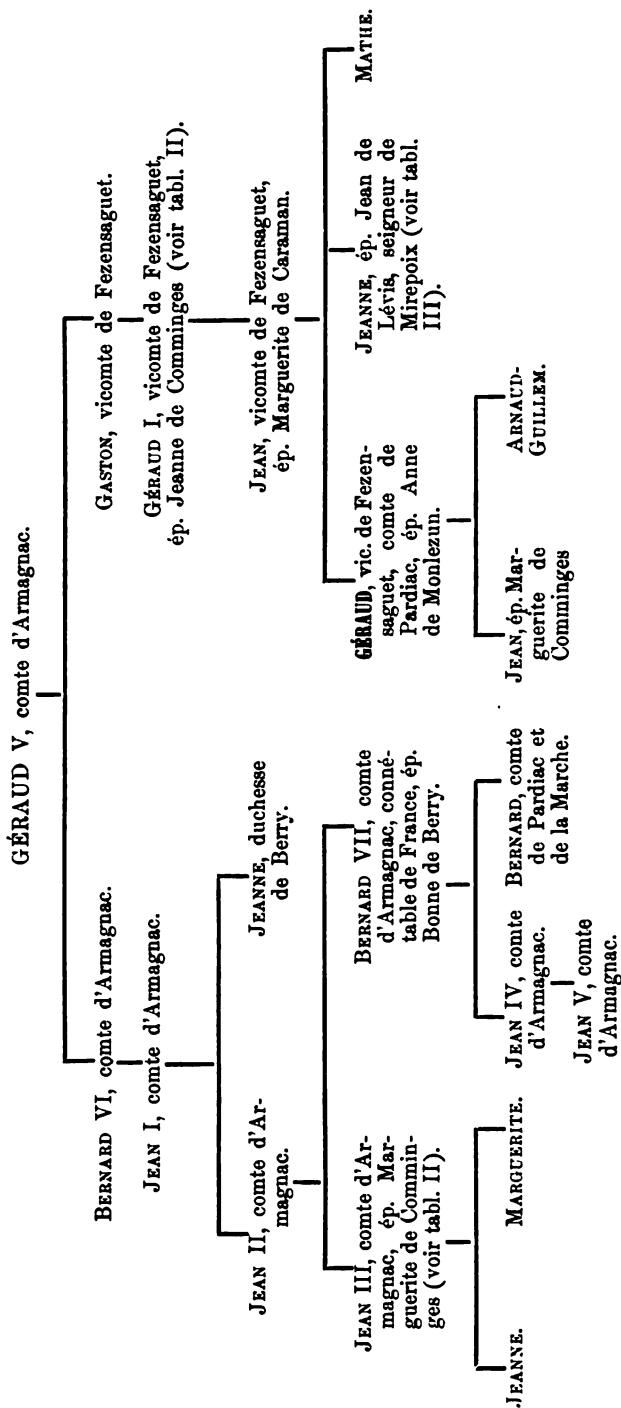 GÉRAUD V, comte d'Armagnac.
BERNARD VI, comte d'Armagnac.
JEAN I, comte d'Armagnac.
JEAN II, comte d'Ar-
magnac.
JEANNE, duchesse
de Berry.
JEAN III, comte d'Ar-
magnac, ép. Mar-
guerite de Commin-
ges (voir tabl. II).
JEANNE.
MARGUERITE.
BERNARD VII, comte
d'Armagnac, conné-
table de France, ép.
Bonne de Berry.
JEAN IV, comte
d'Armagnac.
JEAN V, comte
d'Armagnac.
BERNARD, comte
de Pardiac et
de la Marche.
GASTON, vicomte de Fezensaguet.
GÉRAUD I, vicomte de Fezensaguet,
ép. Jeanne de Comminges (voir tabl. II).
JEAN, vicomte de Fezensaguet,
ép. Marguerite de Caraman.
GÉRAUD, vic. de Fezen-
saguet, comte de
Pardiac, ép. Anne
de Monlezun.
JEAN, ép. Mar-
guerite de
Comminges
ARNAUD-
GUILLEM.
JEANNE, ép. Jean de
Lévis, seigneur de
Mirepoix (voir tabl.
III).
MATHE.